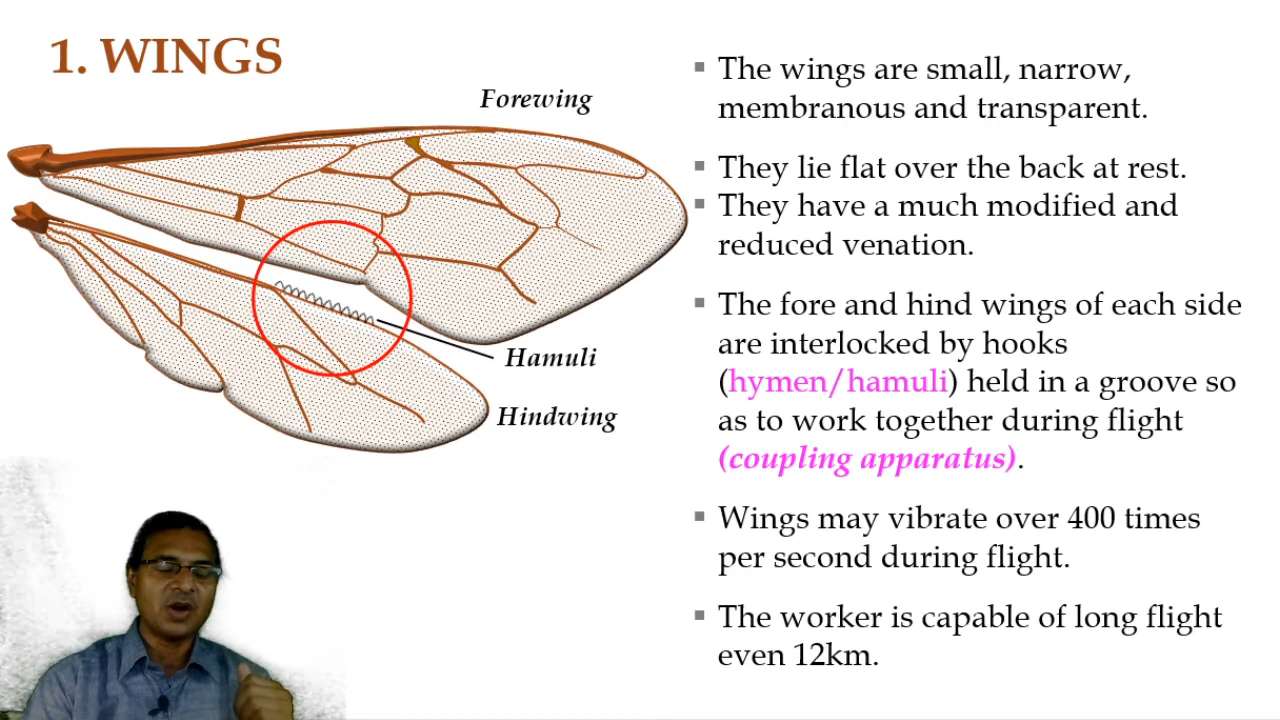 1. WINGS
Forewing
Hamuli
Hindwing
▪ The wings are small, narrow,
membranous and transparent.
▪ They lie flat over the back at rest.
▪ They have a much modified and
reduced venation.
▪ The fore and hind wings of each side
are interlocked by hooks
(hymen/hamuli) held in a groove so
as to work together during flight
(coupling apparatus).
▪ Wings may vibrate over 400 times
per second during flight.
▪ The worker is capable of long flight
even 12km.